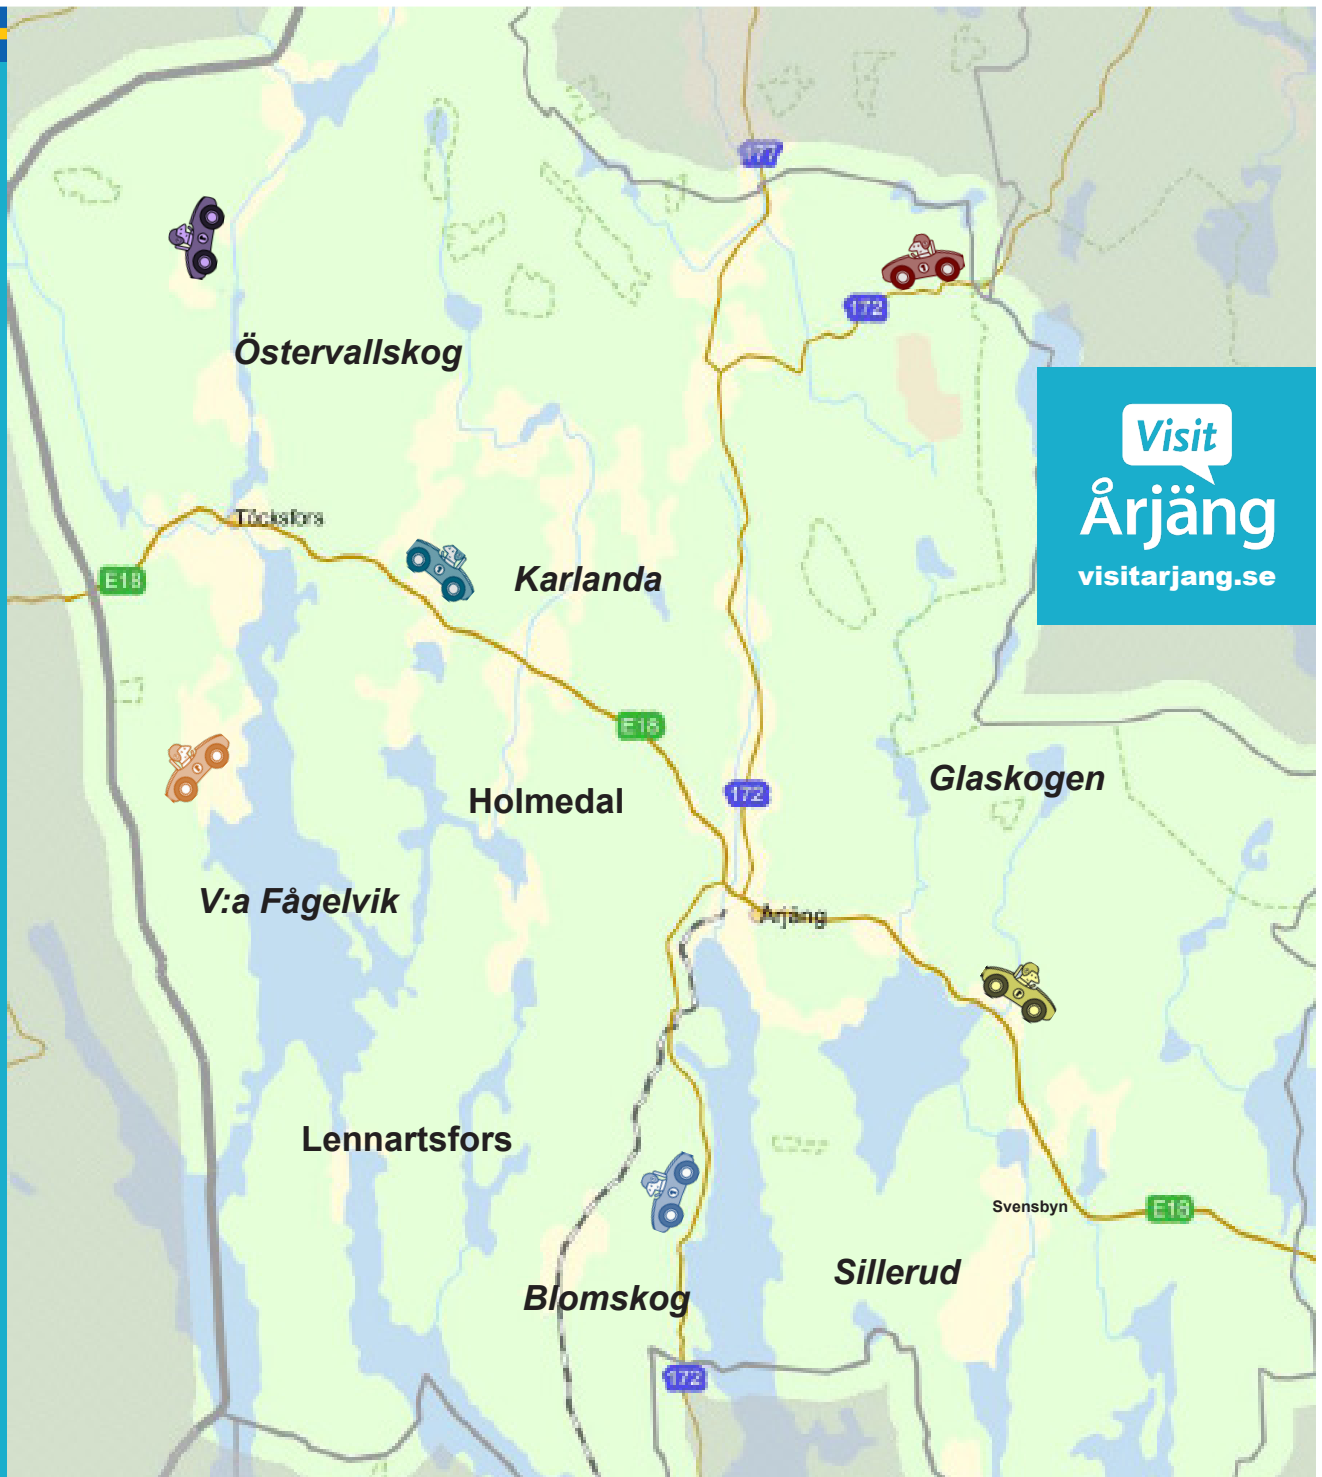 177
172
Östervallskog
Visit
Årjäng
visitarjang.se
Töcksfors
E18
Karlanda
E18
Glaskogen
172
Holmedal
V:a Fågelvik
Årjäng
Lennartsfors
Svensbyn
E18
Sillerud
Blomskog
172